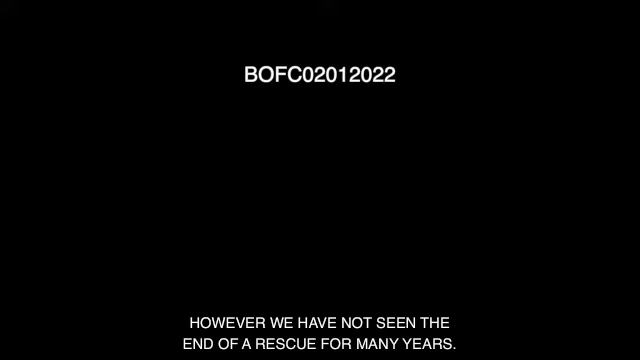 BOFC02012022
HOWEVER WE HAVE NOT SEEN THE
END OF A RESCUE FOR MANY YEARS.